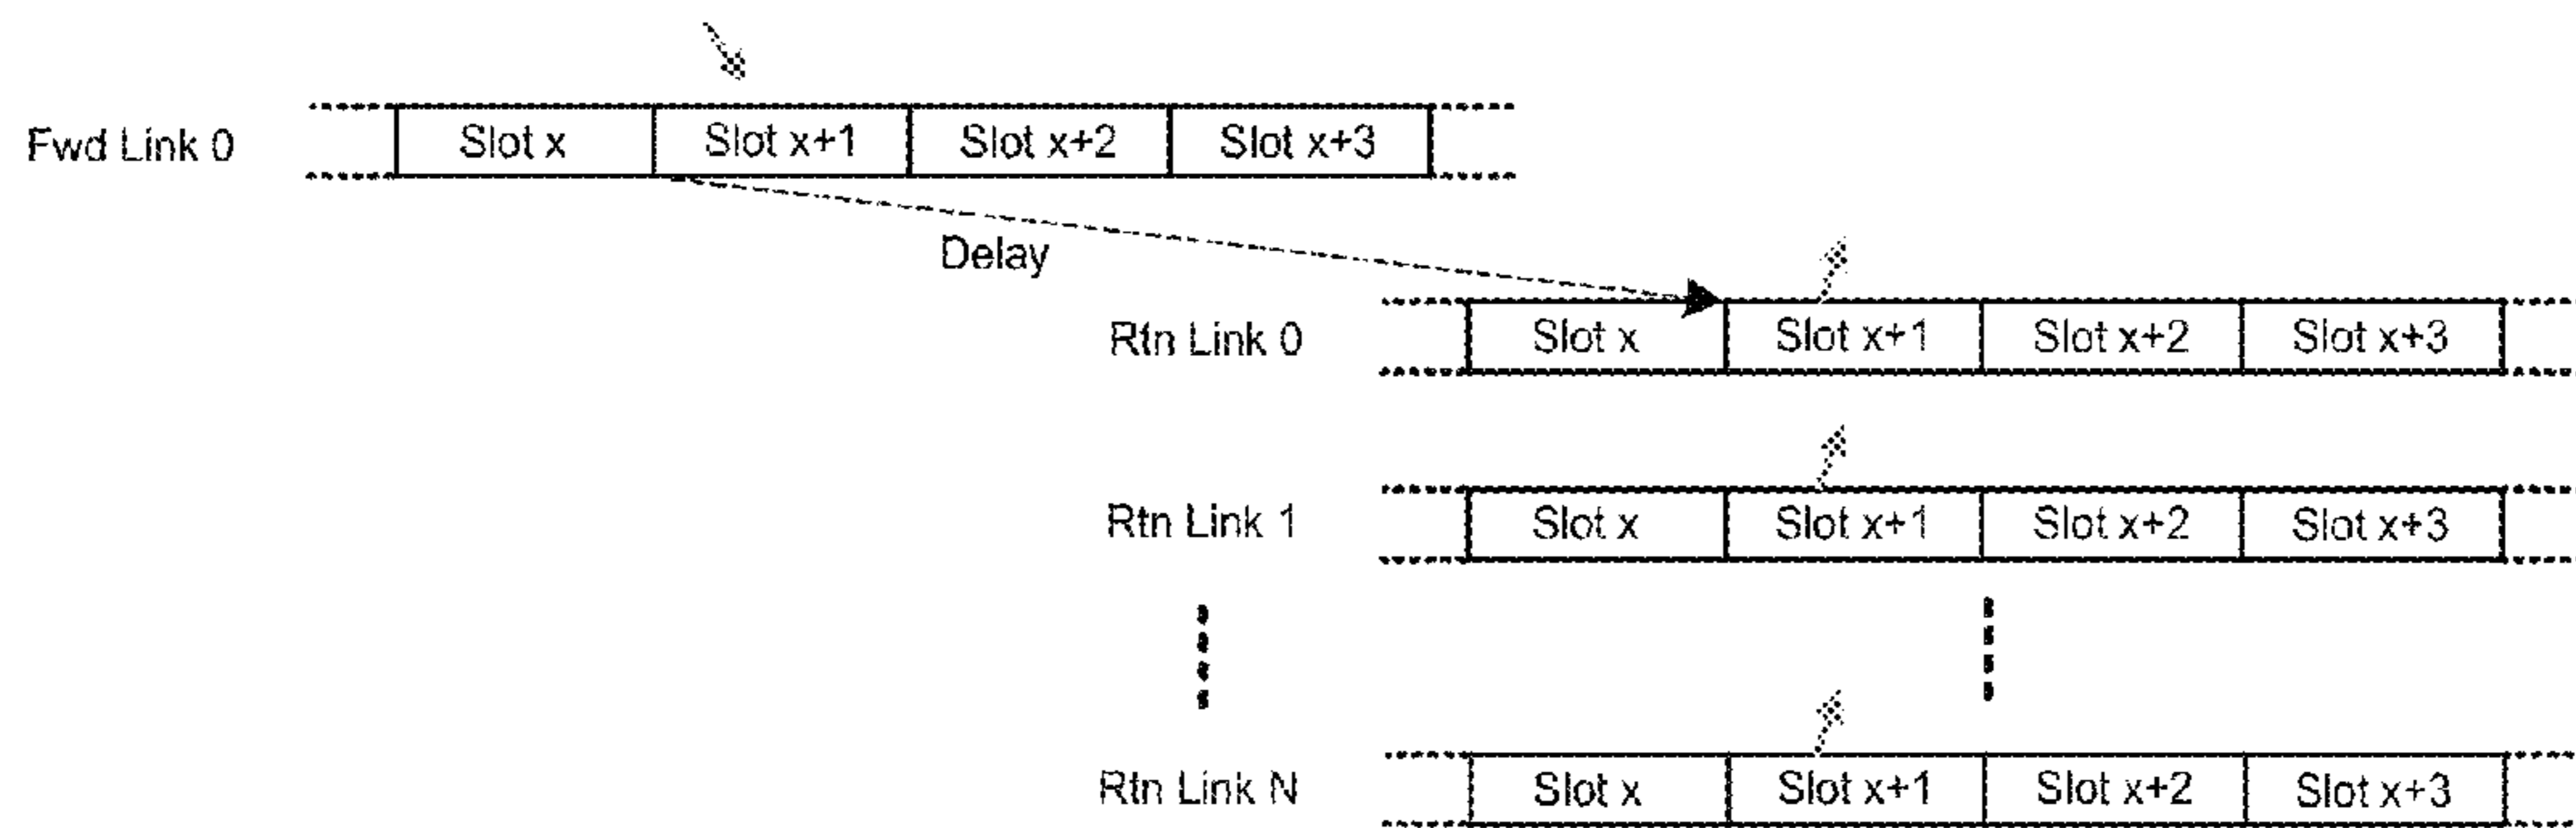 Fwd Link 0 Slot x Slot x+1 Slot x+2 Slot x+3
Delay
Rtn Link 0 Slot x Slot x+1 Slot x+2 Slot x+3
Rtn Link 1 Slot x Slot x+1 Slot x+2 Slot x+3
Rtn Link N Slot x Slot x+1 Slot x+2 Slot x+3